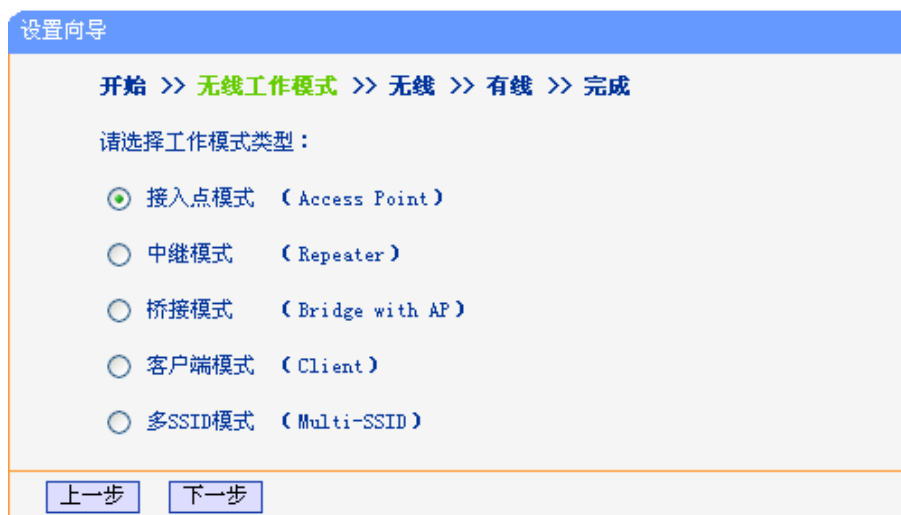 设置向导
开始 >> 无线工作模式 >> 无线 >> 有线 >> 完成
请选择工作模式类型：
接入点模式 （Access Point）
中继模式 （Repeater）
桥接模式 （Bridge with AP）
客户端模式 （Client）
多SSID模式 （Multi-SSID）
上一步 下一步